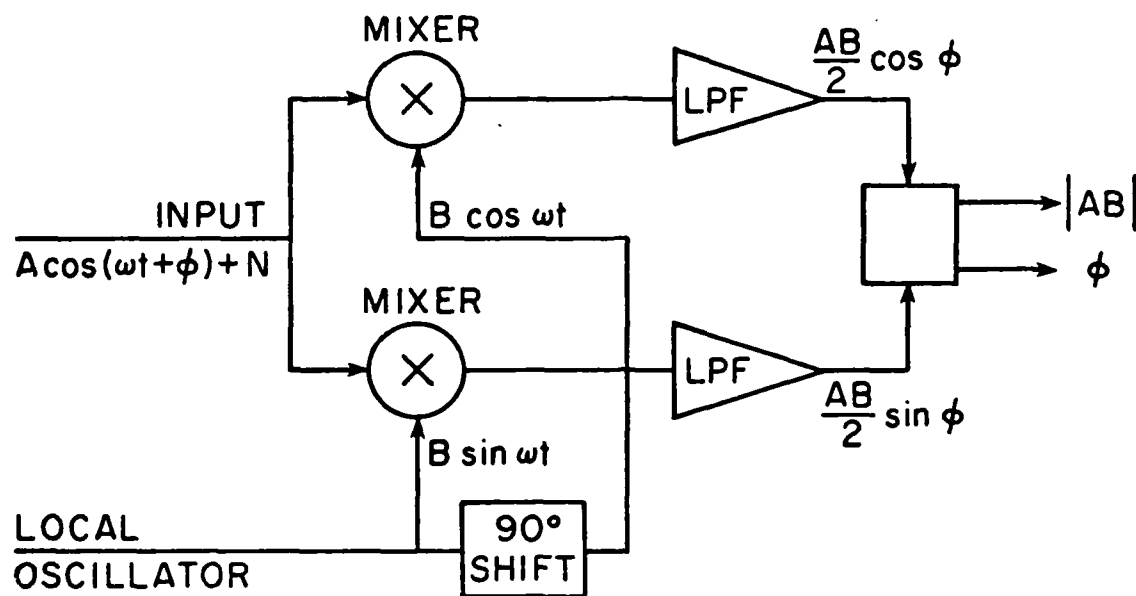 MIXER
×
LPF
AB/2 cos φ
INPUT
A cos(ωt+φ)+N
B cos ωt
|AB|
φ
MIXER
×
LPF
AB/2 sin φ
B sin ωt
LOCAL
OSCILLATOR
90°
SHIFT